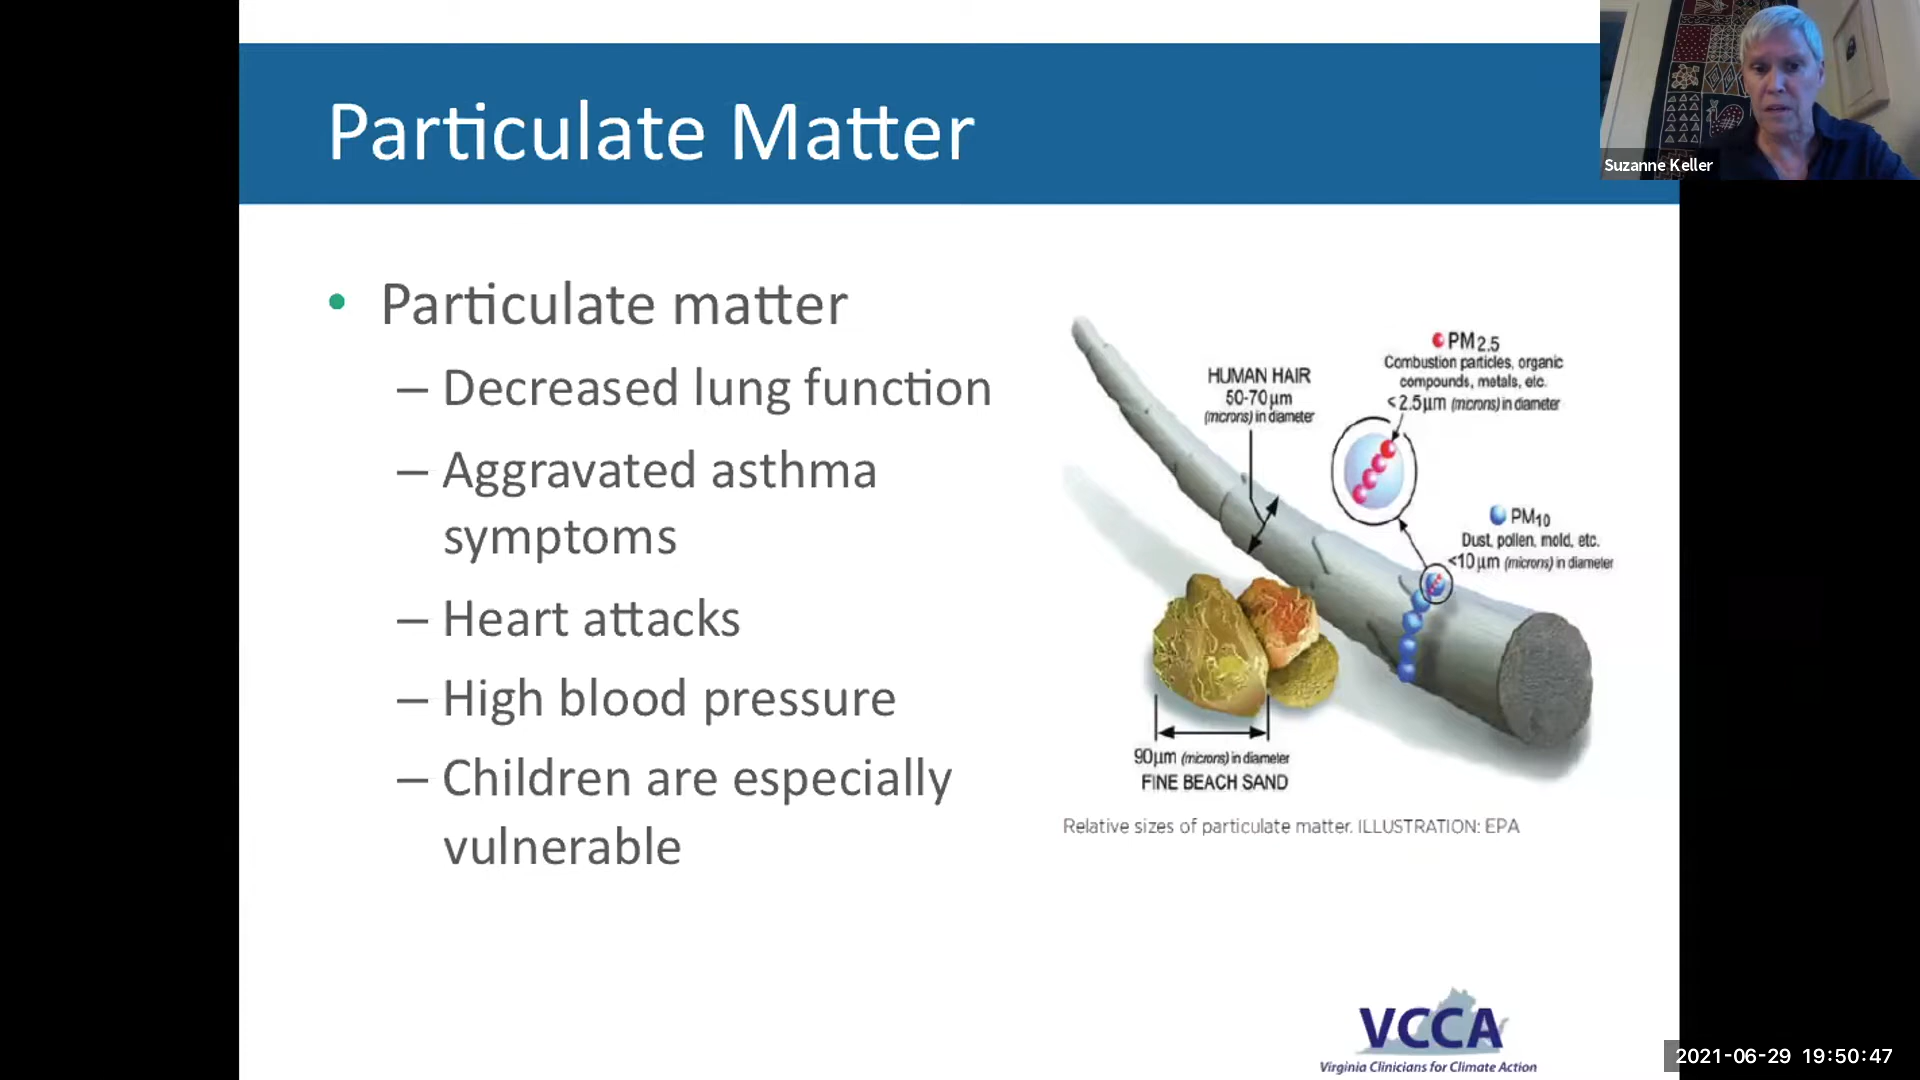 Particulate Matter
Suzanne Keller
• Particulate matter
– Decreased lung function
– Aggravated asthma
symptoms
– Heart attacks
– High blood pressure
– Children are especially
vulnerable
HUMAN HAIR
50-70μm
(microns) in diameter
PM2.5
Combustion particles, organic
compounds, metals, etc.
<2.5μm (microns) in diameter
PM10
Dust, pollen, mold, etc.
<10μm (microns) in diameter
90μm (microns) in diameter
FINE BEACH SAND
Relative sizes of particulate matter. ILLUSTRATION: EPA
VCCA
Virginia Clinicians for Climate Action
2021-06-29 19:50:47